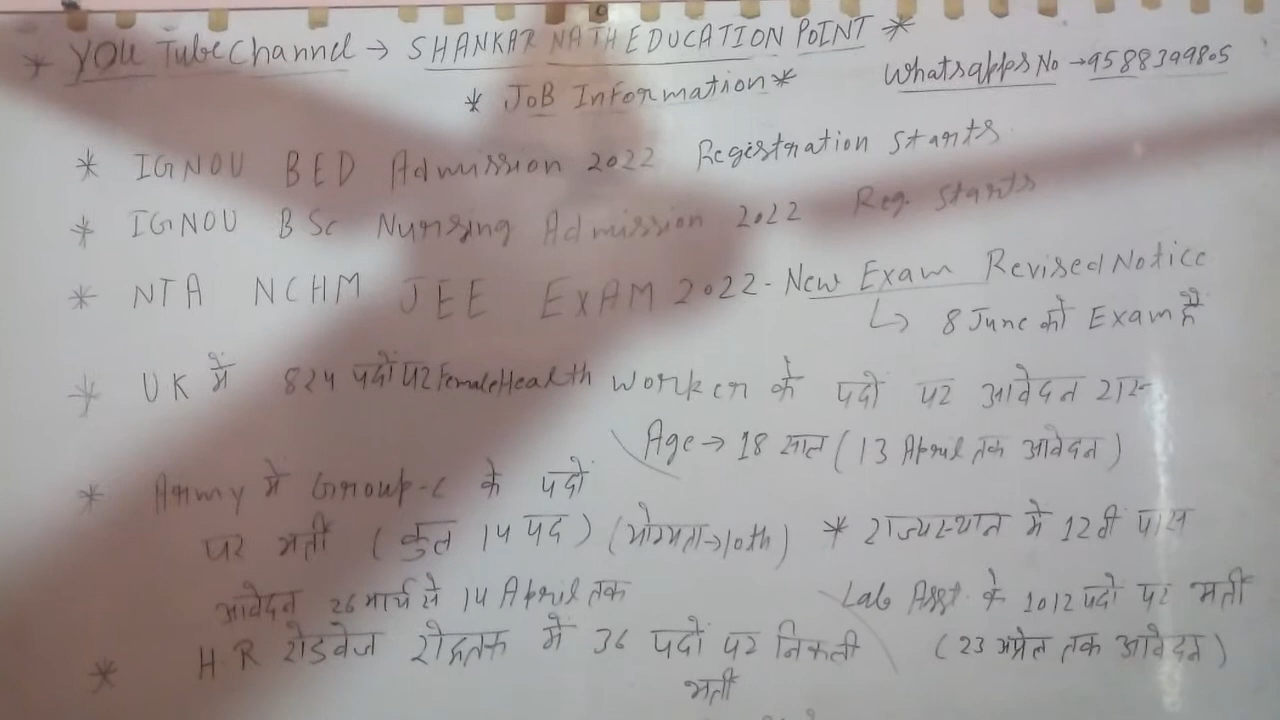 * YOU TubeChannel → SHANKAR NATH EDUCATION POINT *
Whatsapps No → 9588399805
* JOB Information *
* IGNOU BED Admission 2022 Registration Starts
* IGNOU BSc Nursing Admission 2022 Reg. Starts
* NTA NCHM JEE EXAM 2022 - New Exam Revised Notice
↳ 8 June को Exam है
* UK में 824 पदों पर Female Health Worker के पदों पर आवेदन
Age → 18 साल (13 April तक आवेदन)
* Army में Group-C के पदों
पर भर्ती (कुल 14 पद) (योग्यता → 10th)
आवेदन 26 मार्च से 14 April तक
* राज्यस्थान में 12वी पास
Lab Asst. के 1012 पदों पर भर्ती
(23 अप्रेल तक आवेदन)
* HR रोडवेज रोहतक में 36 पदों पर निकली
भर्ती